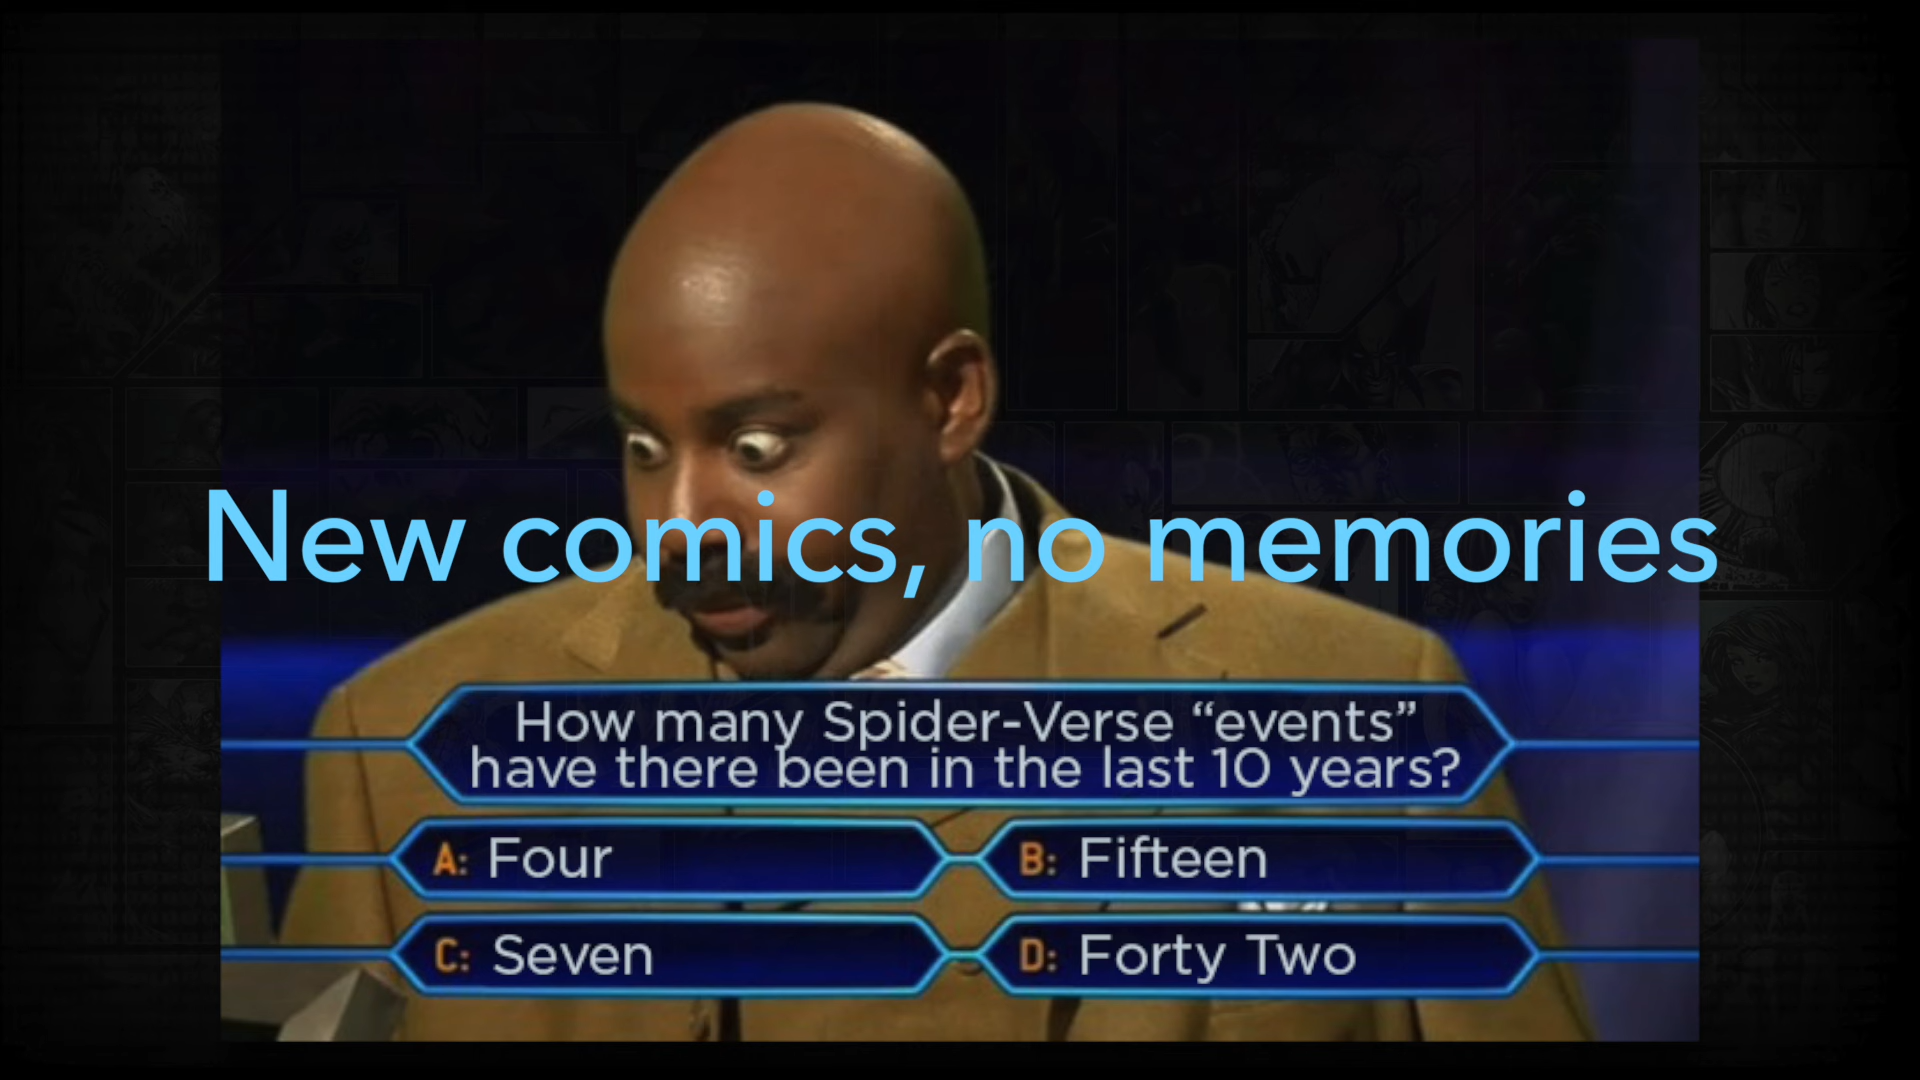 New comics, no memories
How many Spider-Verse “events”
have there been in the last 10 years?
A: Four
B: Fifteen
C: Seven
D: Forty Two